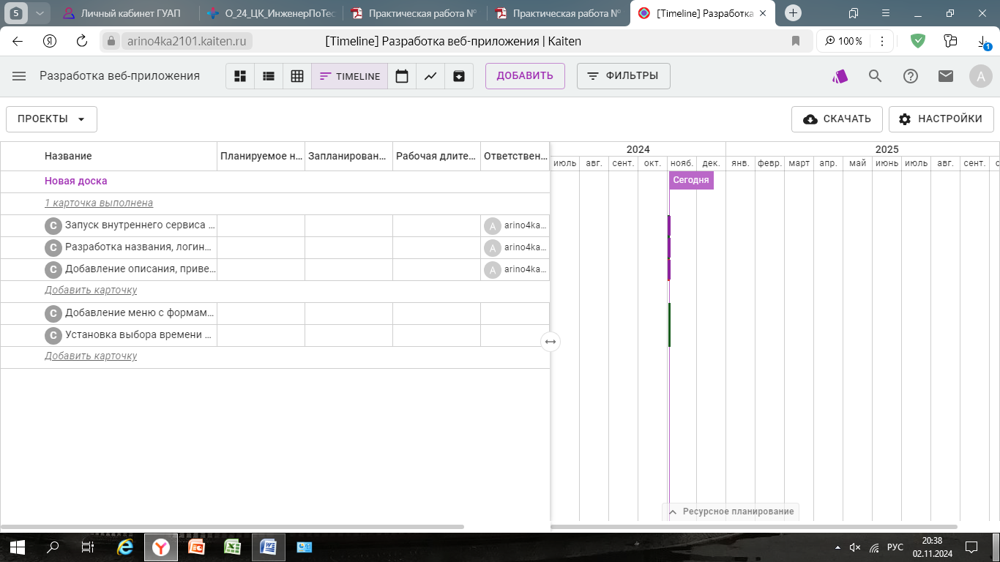 5
Личный кабинет ГУАП
О_24_ЦК_ИнженерПоТес
Практическая работа №
Практическая работа №
[Timeline] Разработка
arino4ka2101.kaiten.ru
[Timeline] Разработка веб-приложения | Kaiten
100 %
1
Разработка веб-приложения
TIMELINE
ДОБАВИТЬ
ФИЛЬТРЫ
A
ПРОЕКТЫ
СКАЧАТЬ
НАСТРОЙКИ
Название
Планируемое н...
Запланирован...
Рабочая длите...
Ответствен...
2024
2025
июль авг. сент. окт. нояб. дек. янв. февр. март апр. май июнь июль авг. сент. о
Новая доска
Сегодня
1 карточка выполнена
C Запуск внутреннего сервиса ... A arino4ka...
C Разработка названия, логин... A arino4ka...
C Добавление описания, приве... A arino4ka...
Добавить карточку
C Добавление меню с формам...
C Установка выбора времени ...
Добавить карточку
Ресурсное планирование
РУС
20:38
02.11.2024